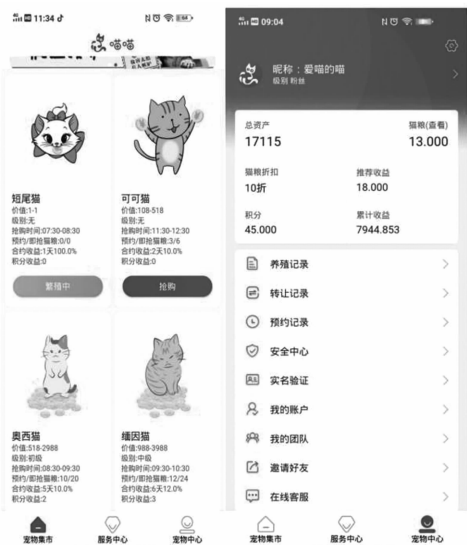 11:34
喵喵
短尾猫
价值:1-1
级别:无
抢购时间:07:30-08:30
预约/即抢猫粮:0/0
合约收益:1天100.0%
积分收益:0
繁殖中
可可猫
价值:108-518
级别:无
抢购时间:11:30-12:30
预约/即抢猫粮:3/6
合约收益:2天10.0%
积分收益:0
抢购
奥西猫
价值:518-2988
级别:初级
抢购时间:08:30-09:30
预约/即抢猫粮:10/20
合约收益:5天10.0%
积分收益:2
缅因猫
价值:988-3988
级别:中级
抢购时间:09:30-10:30
预约/即抢猫粮:12/24
合约收益:6天12.0%
积分收益:3
宠物集市
服务中心
宠物中心
09:04
昵称：爱喵的喵
级别 粉丝
总资产
17115
猫粮(查看)
13.000
猫粮折扣
10折
推荐收益
18.000
积分
45.000
累计收益
7944.853
养殖记录
转让记录
预约记录
安全中心
实名验证
我的账户
我的团队
邀请好友
在线客服
宠物集市
服务中心
宠物中心